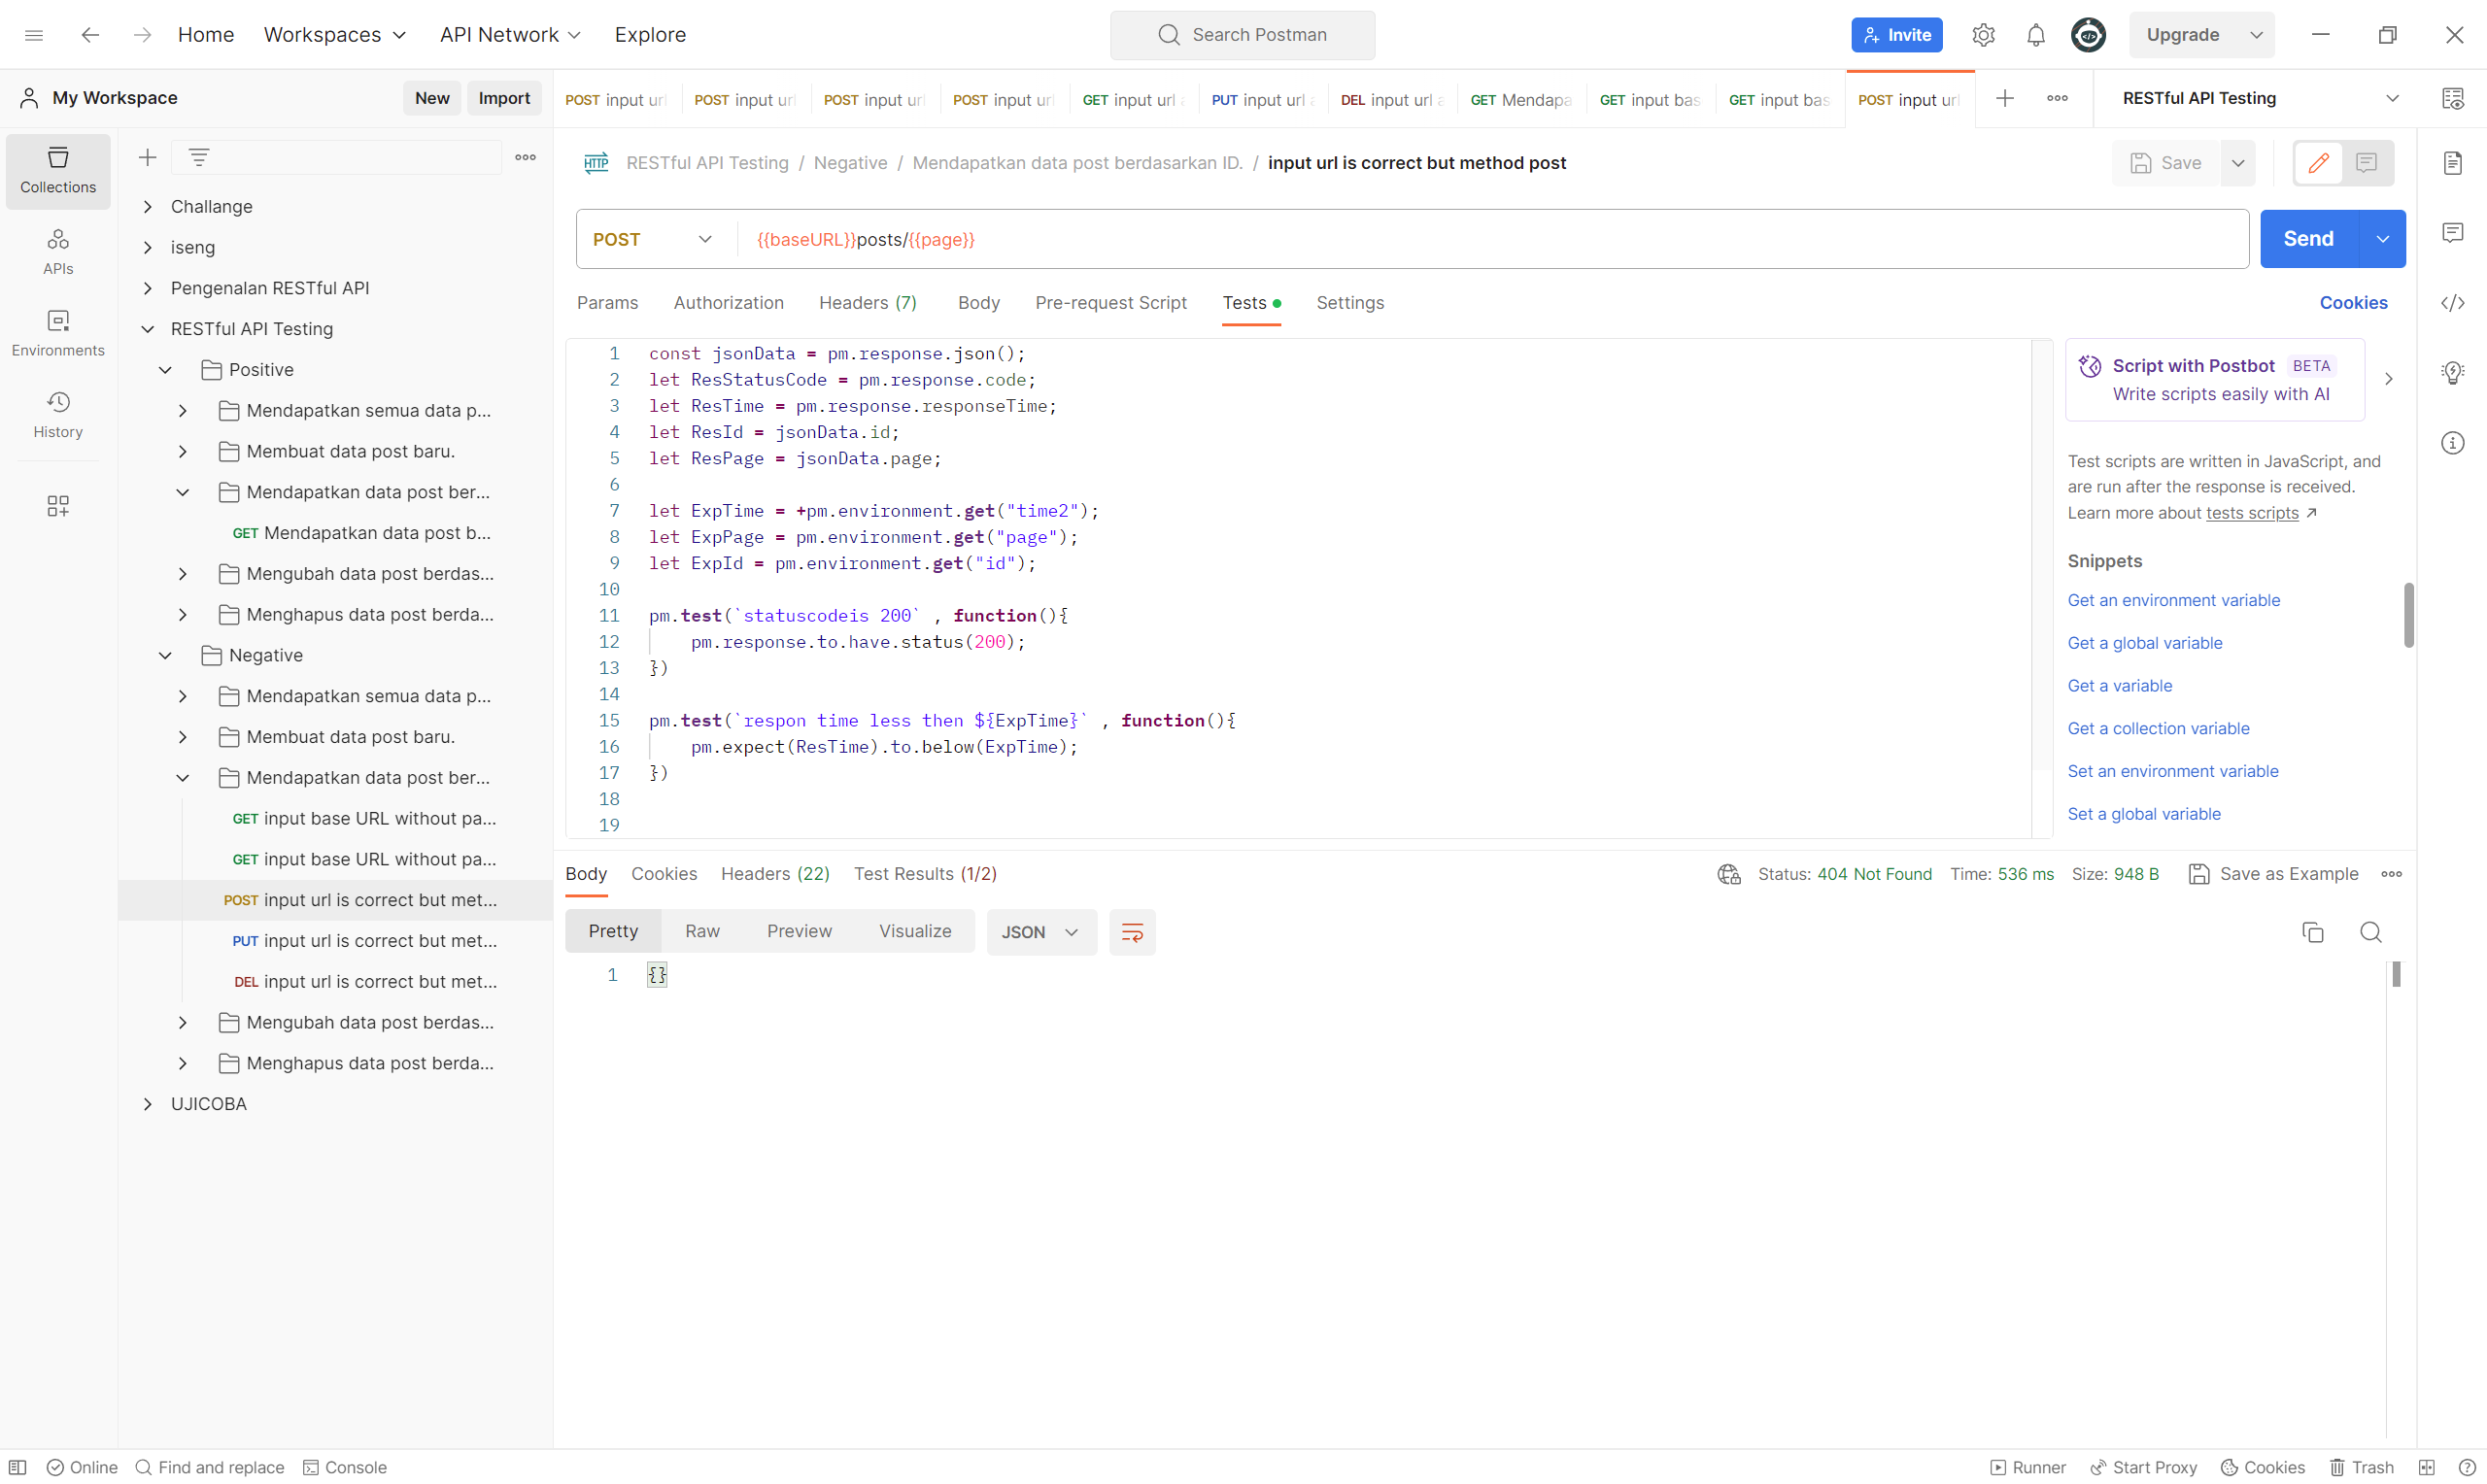 Home Workspaces API Network Explore Search Postman Invite Upgrade
My Workspace New Import
POST input url POST input url POST input url POST input url GET input url a PUT input url a DEL input url a GET Mendapa GET input bas GET input bas POST input url RESTful API Testing
Collections
APIs
Environments
History
Challange
iseng
Pengenalan RESTful API
RESTful API Testing
Positive
Mendapatkan semua data p...
Membuat data post baru.
Mendapatkan data post ber...
GET Mendapatkan data post b...
Mengubah data post berdas...
Menghapus data post berda...
Negative
Mendapatkan semua data p...
Membuat data post baru.
Mendapatkan data post ber...
GET input base URL without pa...
GET input base URL without pa...
POST input url is correct but met...
PUT input url is correct but met...
DEL input url is correct but met...
Mengubah data post berdas...
Menghapus data post berda...
UJICOBA
HTTP RESTful API Testing / Negative / Mendapatkan data post berdasarkan ID. / input url is correct but method post Save
POST {{baseURL}}posts/{{page}} Send
Params Authorization Headers (7) Body Pre-request Script Tests Settings Cookies
1 const jsonData = pm.response.json();
2 let ResStatusCode = pm.response.code;
3 let ResTime = pm.response.responseTime;
4 let ResId = jsonData.id;
5 let ResPage = jsonData.page;
6
7 let ExpTime = +pm.environment.get("time2");
8 let ExpPage = pm.environment.get("page");
9 let ExpId = pm.environment.get("id");
10
11 pm.test(`statuscodeis 200` , function(){
12 pm.response.to.have.status(200);
13 })
14
15 pm.test(`respon time less then ${ExpTime}` , function(){
16 pm.expect(ResTime).to.below(ExpTime);
17 })
18
19
Script with Postbot BETA
Write scripts easily with AI
Test scripts are written in JavaScript, and
are run after the response is received.
Learn more about tests scripts
Snippets
Get an environment variable
Get a global variable
Get a variable
Get a collection variable
Set an environment variable
Set a global variable
Body Cookies Headers (22) Test Results (1/2) Status: 404 Not Found Time: 536 ms Size: 948 B Save as Example
Pretty Raw Preview Visualize JSON
1 {}
Online Find and replace Console Runner Start Proxy Cookies Trash